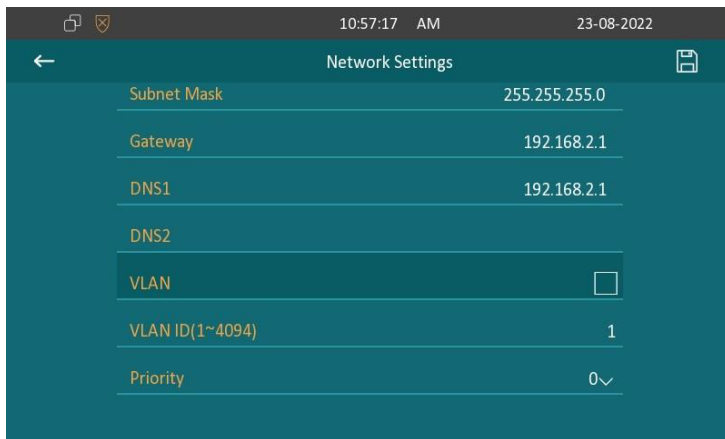 10:57:17 AM 23-08-2022
Network Settings
Subnet Mask 255.255.255.0
Gateway 192.168.2.1
DNS1 192.168.2.1
DNS2
VLAN
VLAN ID(1~4094) 1
Priority 0